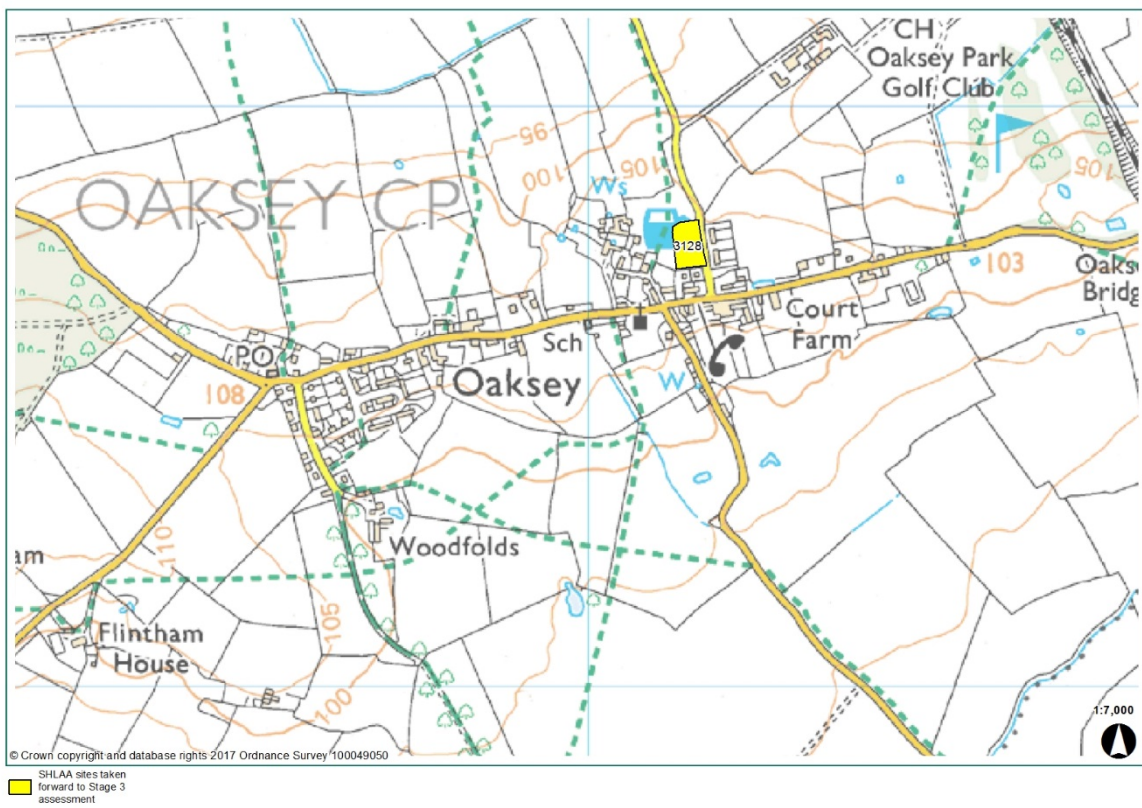 CH
Oaksey Park
Golf Club
95
100
105
105
OAKSEY CP
Ws
3128
103
Oaks
Bridg
Court
Farm
Sch
PO
Oaksey
W
108
110
Woodfolds
am
Flintham
House
105
100
1:7,000
© Crown copyright and database rights 2017 Ordnance Survey 100049050
SHLAA sites taken
forward to Stage 3
assessment